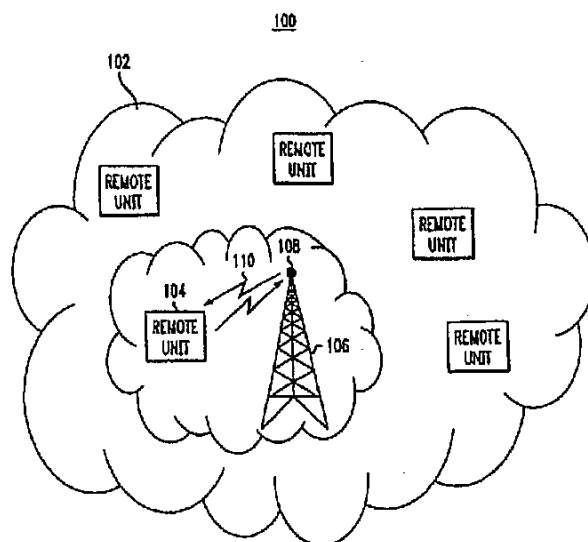 100
102
REMOTE
UNIT
REMOTE
UNIT
REMOTE
UNIT
108
110
104
REMOTE
UNIT
106
REMOTE
UNIT